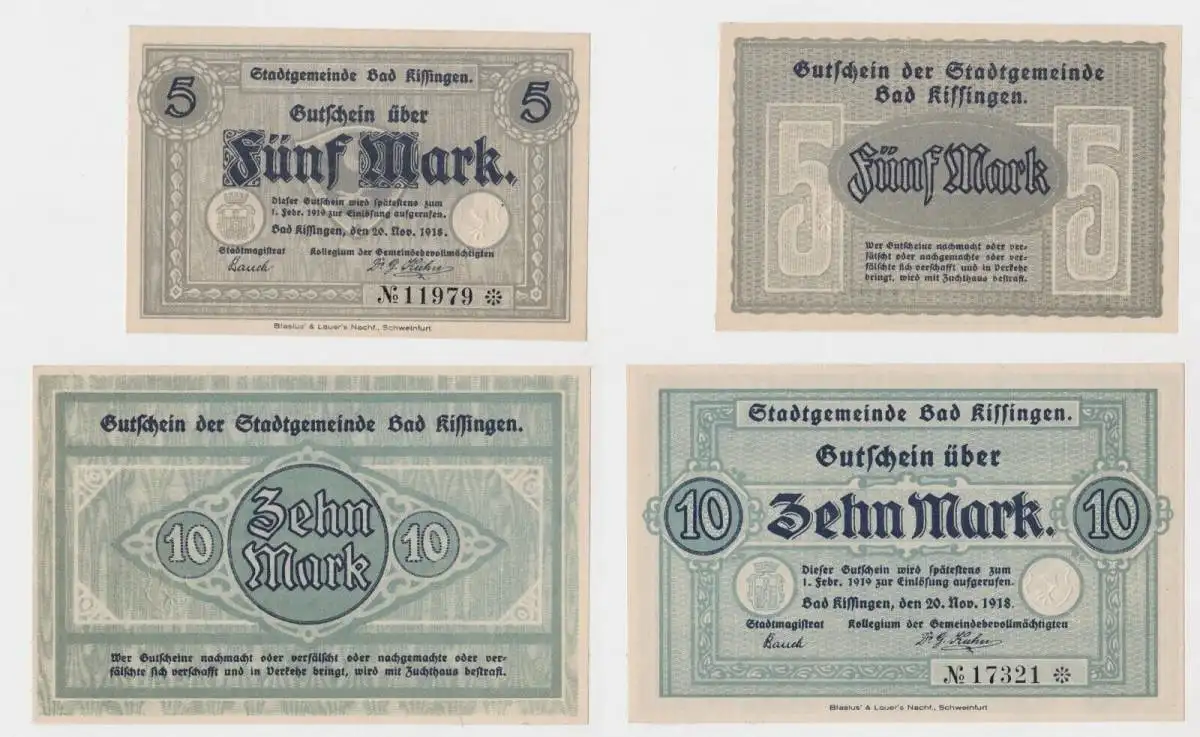 5
Stadtgemeinde Bad Kissingen.
5
Gutschein über
Fünf Mark.
Dieser Gutschein wird spätestens zum
1. Febr. 1919 zur Einlösung aufgerufen.
Bad Kissingen, den 20. Nov. 1918.
Stadtmagistrat Kollegium der Gemeindebevollmächtigten
Bauch Dr. G. Kuhn
№ 11979 *
Blasius' & Lauer's Nachf., Schweinfurt
Gutschein der Stadtgemeinde
Bad Kissingen.
5 Fünf Mark 5
Wer Gutscheine nachmacht oder ver-
fälscht oder nachgemachte oder ver-
fälschte sich verschafft und in Verkehr
bringt, wird mit Zuchthaus bestraft.
Gutschein der Stadtgemeinde Bad Kissingen.
Zehn
10 Mark 10
Wer Gutscheine nachmacht oder verfälscht oder nachgemachte oder ver-
fälschte sich verschafft und in Verkehr bringt, wird mit Zuchthaus bestraft.
Stadtgemeinde Bad Kissingen.
Gutschein über
10 Zehn Mark. 10
Dieser Gutschein wird spätestens zum
1. Febr. 1919 zur Einlösung aufgerufen.
Bad Kissingen, den 20. Nov. 1918.
Stadtmagistrat Kollegium der Gemeindebevollmächtigten
Bauch Dr. G. Kuhn
№ 17321 *
Blasius' & Lauer's Nachf., Schweinfurt